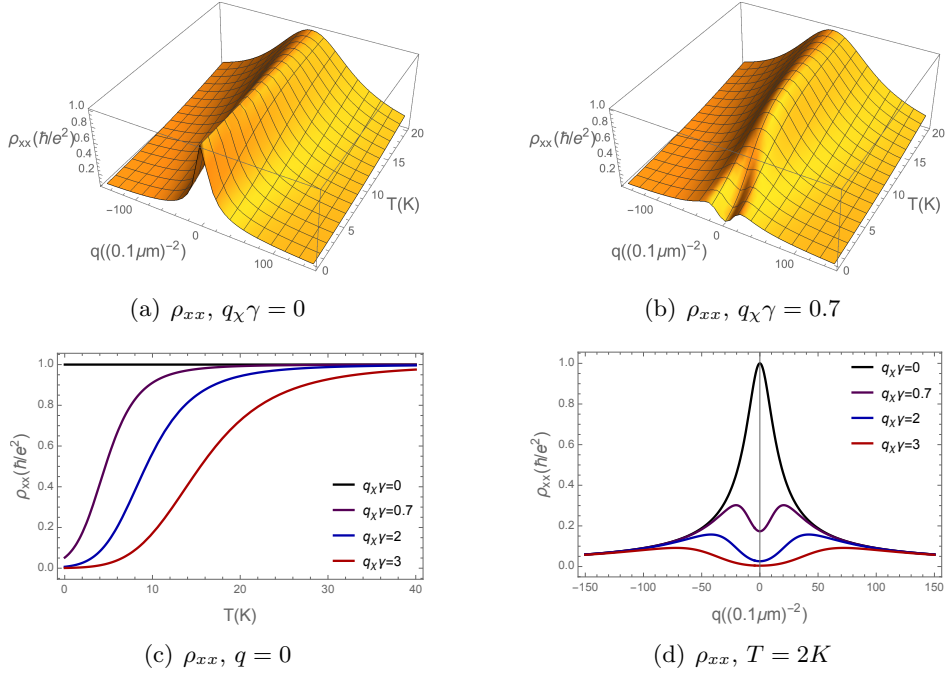 1.0
0.8
0.6
0.4
0.2
ρxx(ℏ/e²)
-100
0
100
q((0.1μm)⁻²)
0
5
10
15
20
T(K)
(a) ρxx, qχγ = 0
1.0
0.8
0.6
0.4
0.2
ρxx(ℏ/e²)
-100
0
100
q((0.1μm)⁻²)
0
5
10
15
20
T(K)
(b) ρxx, qχγ = 0.7
1.0
0.8
0.6
0.4
0.2
0.0
ρxx(ℏ/e²)
qχγ=0
qχγ=0.7
qχγ=2
qχγ=3
0 10 20 30 40
T(K)
(c) ρxx, q = 0
1.0
0.8
0.6
0.4
0.2
0.0
ρxx(ℏ/e²)
qχγ=0
qχγ=0.7
qχγ=2
qχγ=3
-150 -100 -50 0 50 100 150
q((0.1μm)⁻²)
(d) ρxx, T = 2K